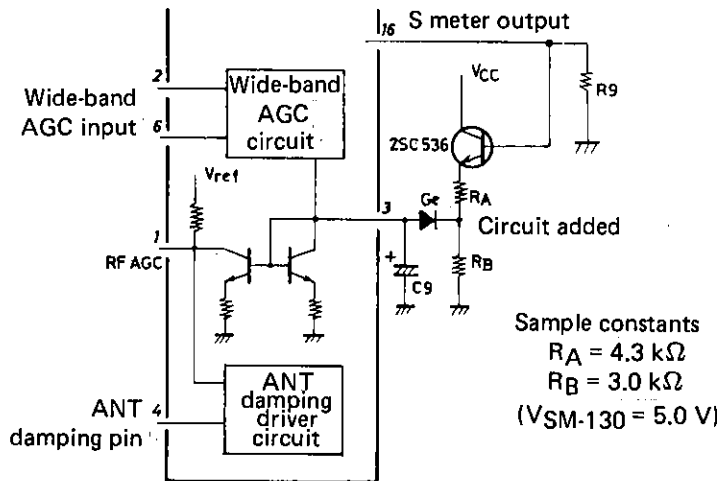 16 S meter output
2
Wide-band
AGC input
6
Wide-band
AGC
circuit
VCC
R9
2SC536
Vref
RA
Ge
3
Circuit added
1
RF AGC
+
C9
RB
Sample constants
RA = 4.3 kΩ
RB = 3.0 kΩ
(VSM-130 = 5.0 V)
ANT
damping
driver
circuit
ANT 4
damping pin